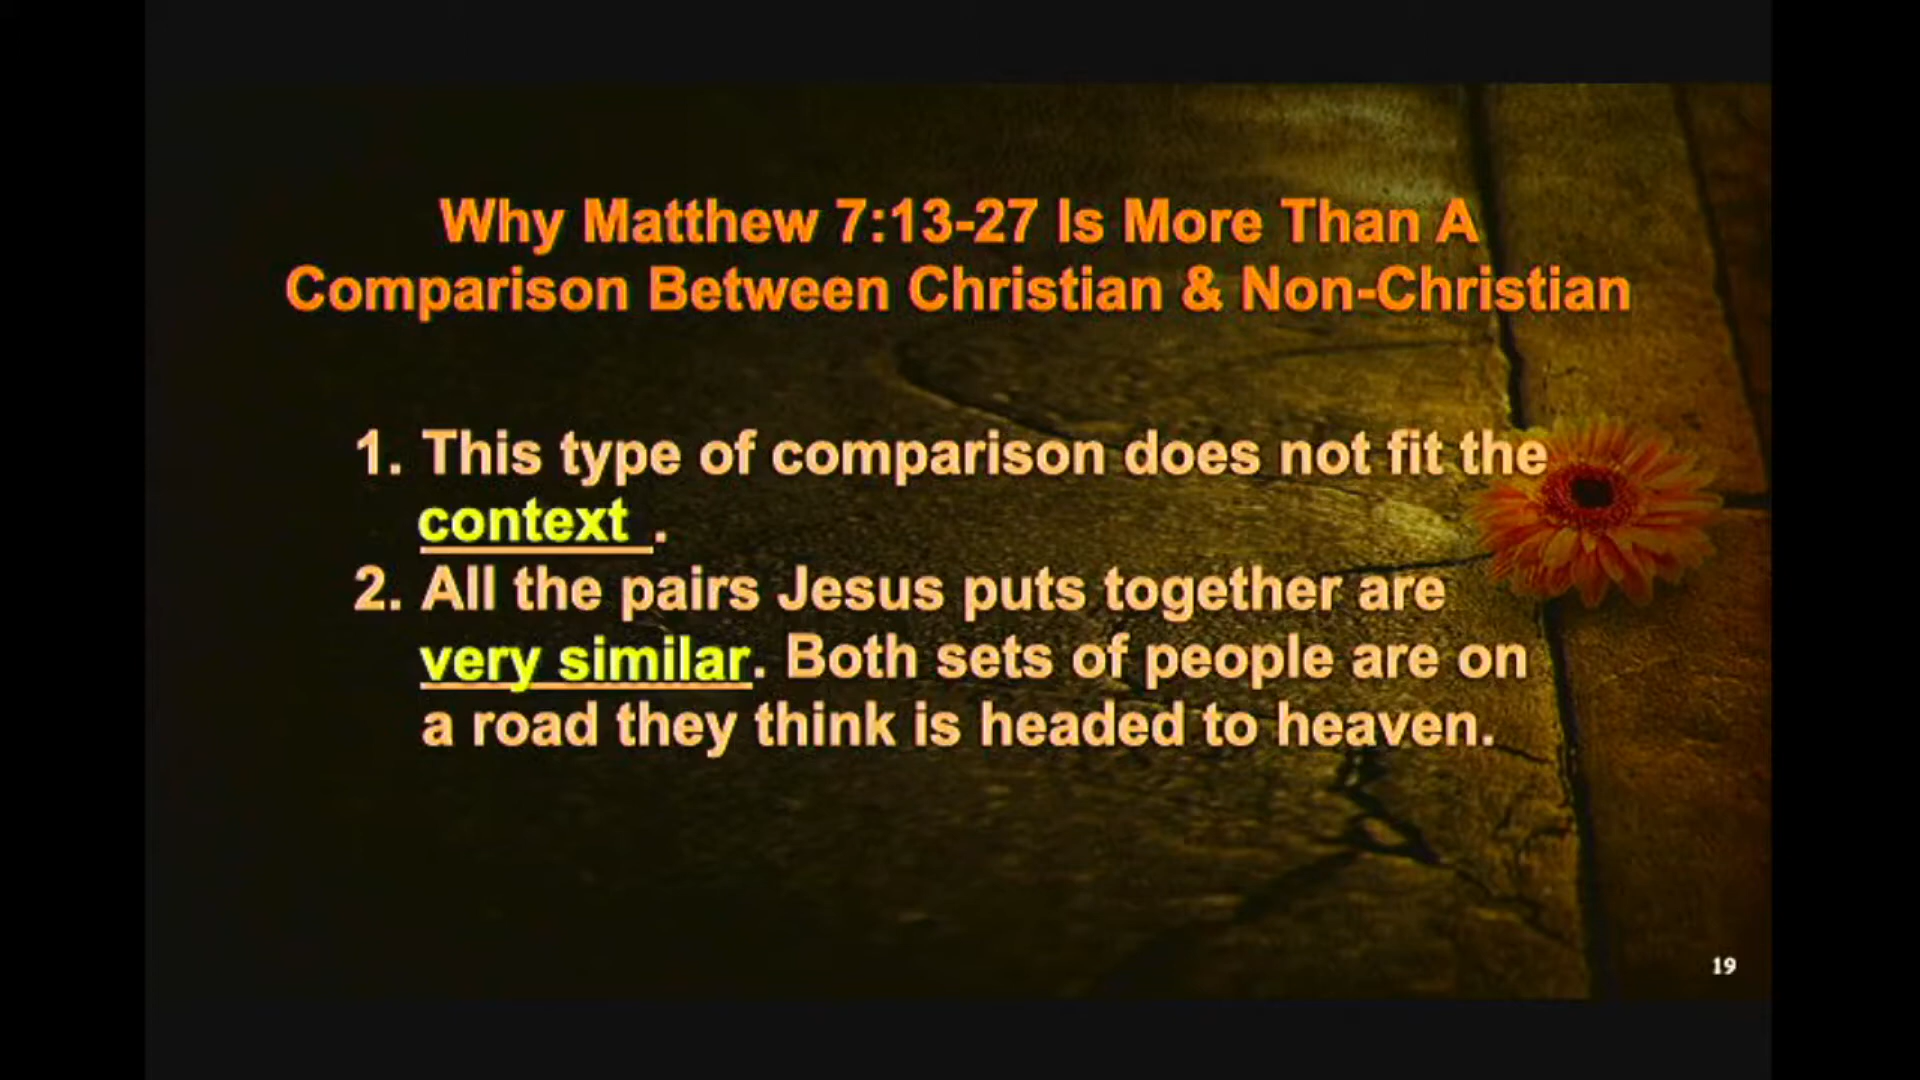 Why Matthew 7:13-27 Is More Than A
Comparison Between Christian & Non-Christian
1. This type of comparison does not fit the
context .
2. All the pairs Jesus puts together are
very similar. Both sets of people are on
a road they think is headed to heaven.
19